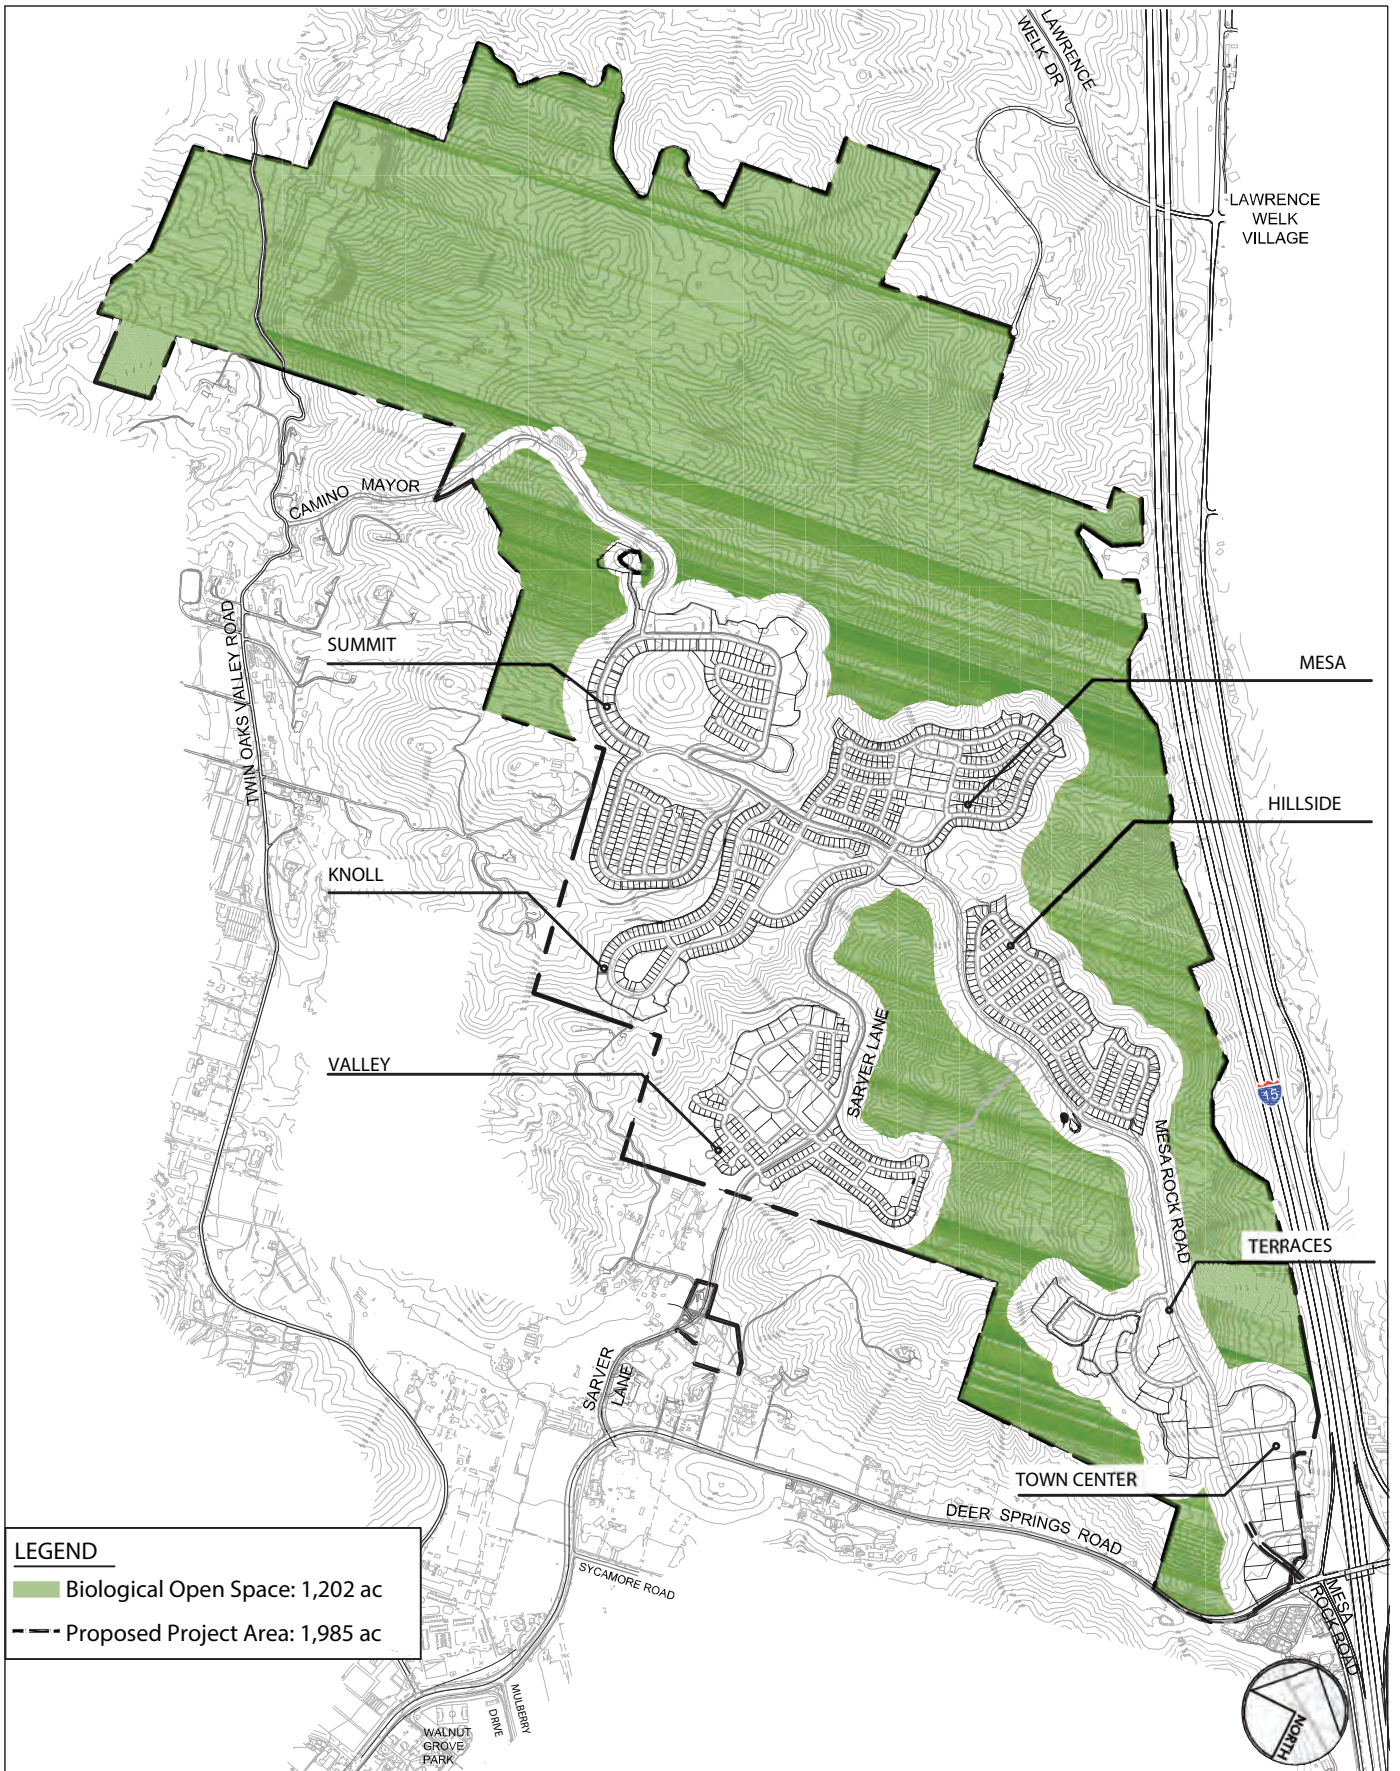 LAWRENCE
WELK DR
LAWRENCE
WELK
VILLAGE
CAMINO MAYOR
TWIN OAKS VALLEY ROAD
SUMMIT
MESA
HILLSIDE
KNOLL
VALLEY
SARVER LANE
15
MESA ROCK ROAD
TERRACES
SARVER
LANE
TOWN CENTER
DEER SPRINGS ROAD
SYCAMORE ROAD
MESA
ROCK ROAD
LEGEND
Biological Open Space: 1,202 ac
Proposed Project Area: 1,985 ac
MULBERRY
DRIVE
WALNUT
GROVE
PARK
NORTH